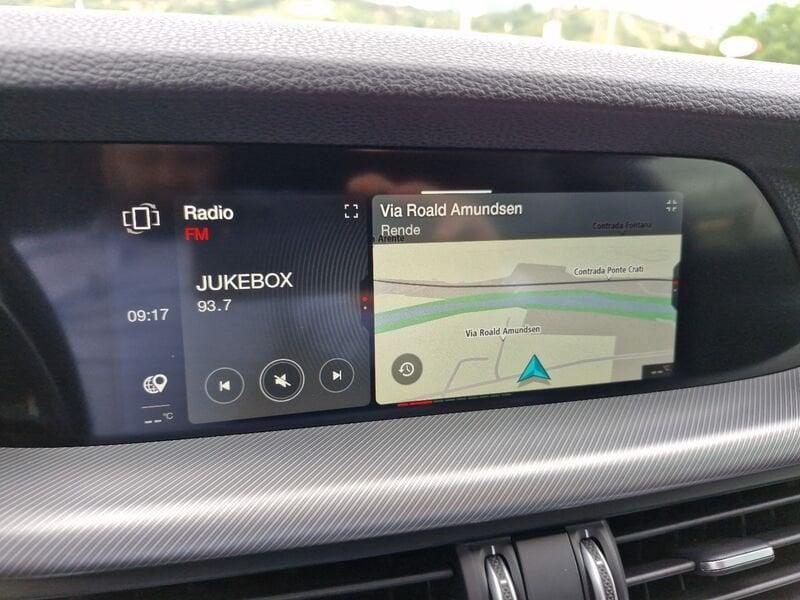 Radio
FM
JUKEBOX
93.7
09:17
-- °C
Via Roald Amundsen
Rende
Contrada Fontana
Arente
Contrada Ponte Crati
Via Roald Amundsen
-- °C